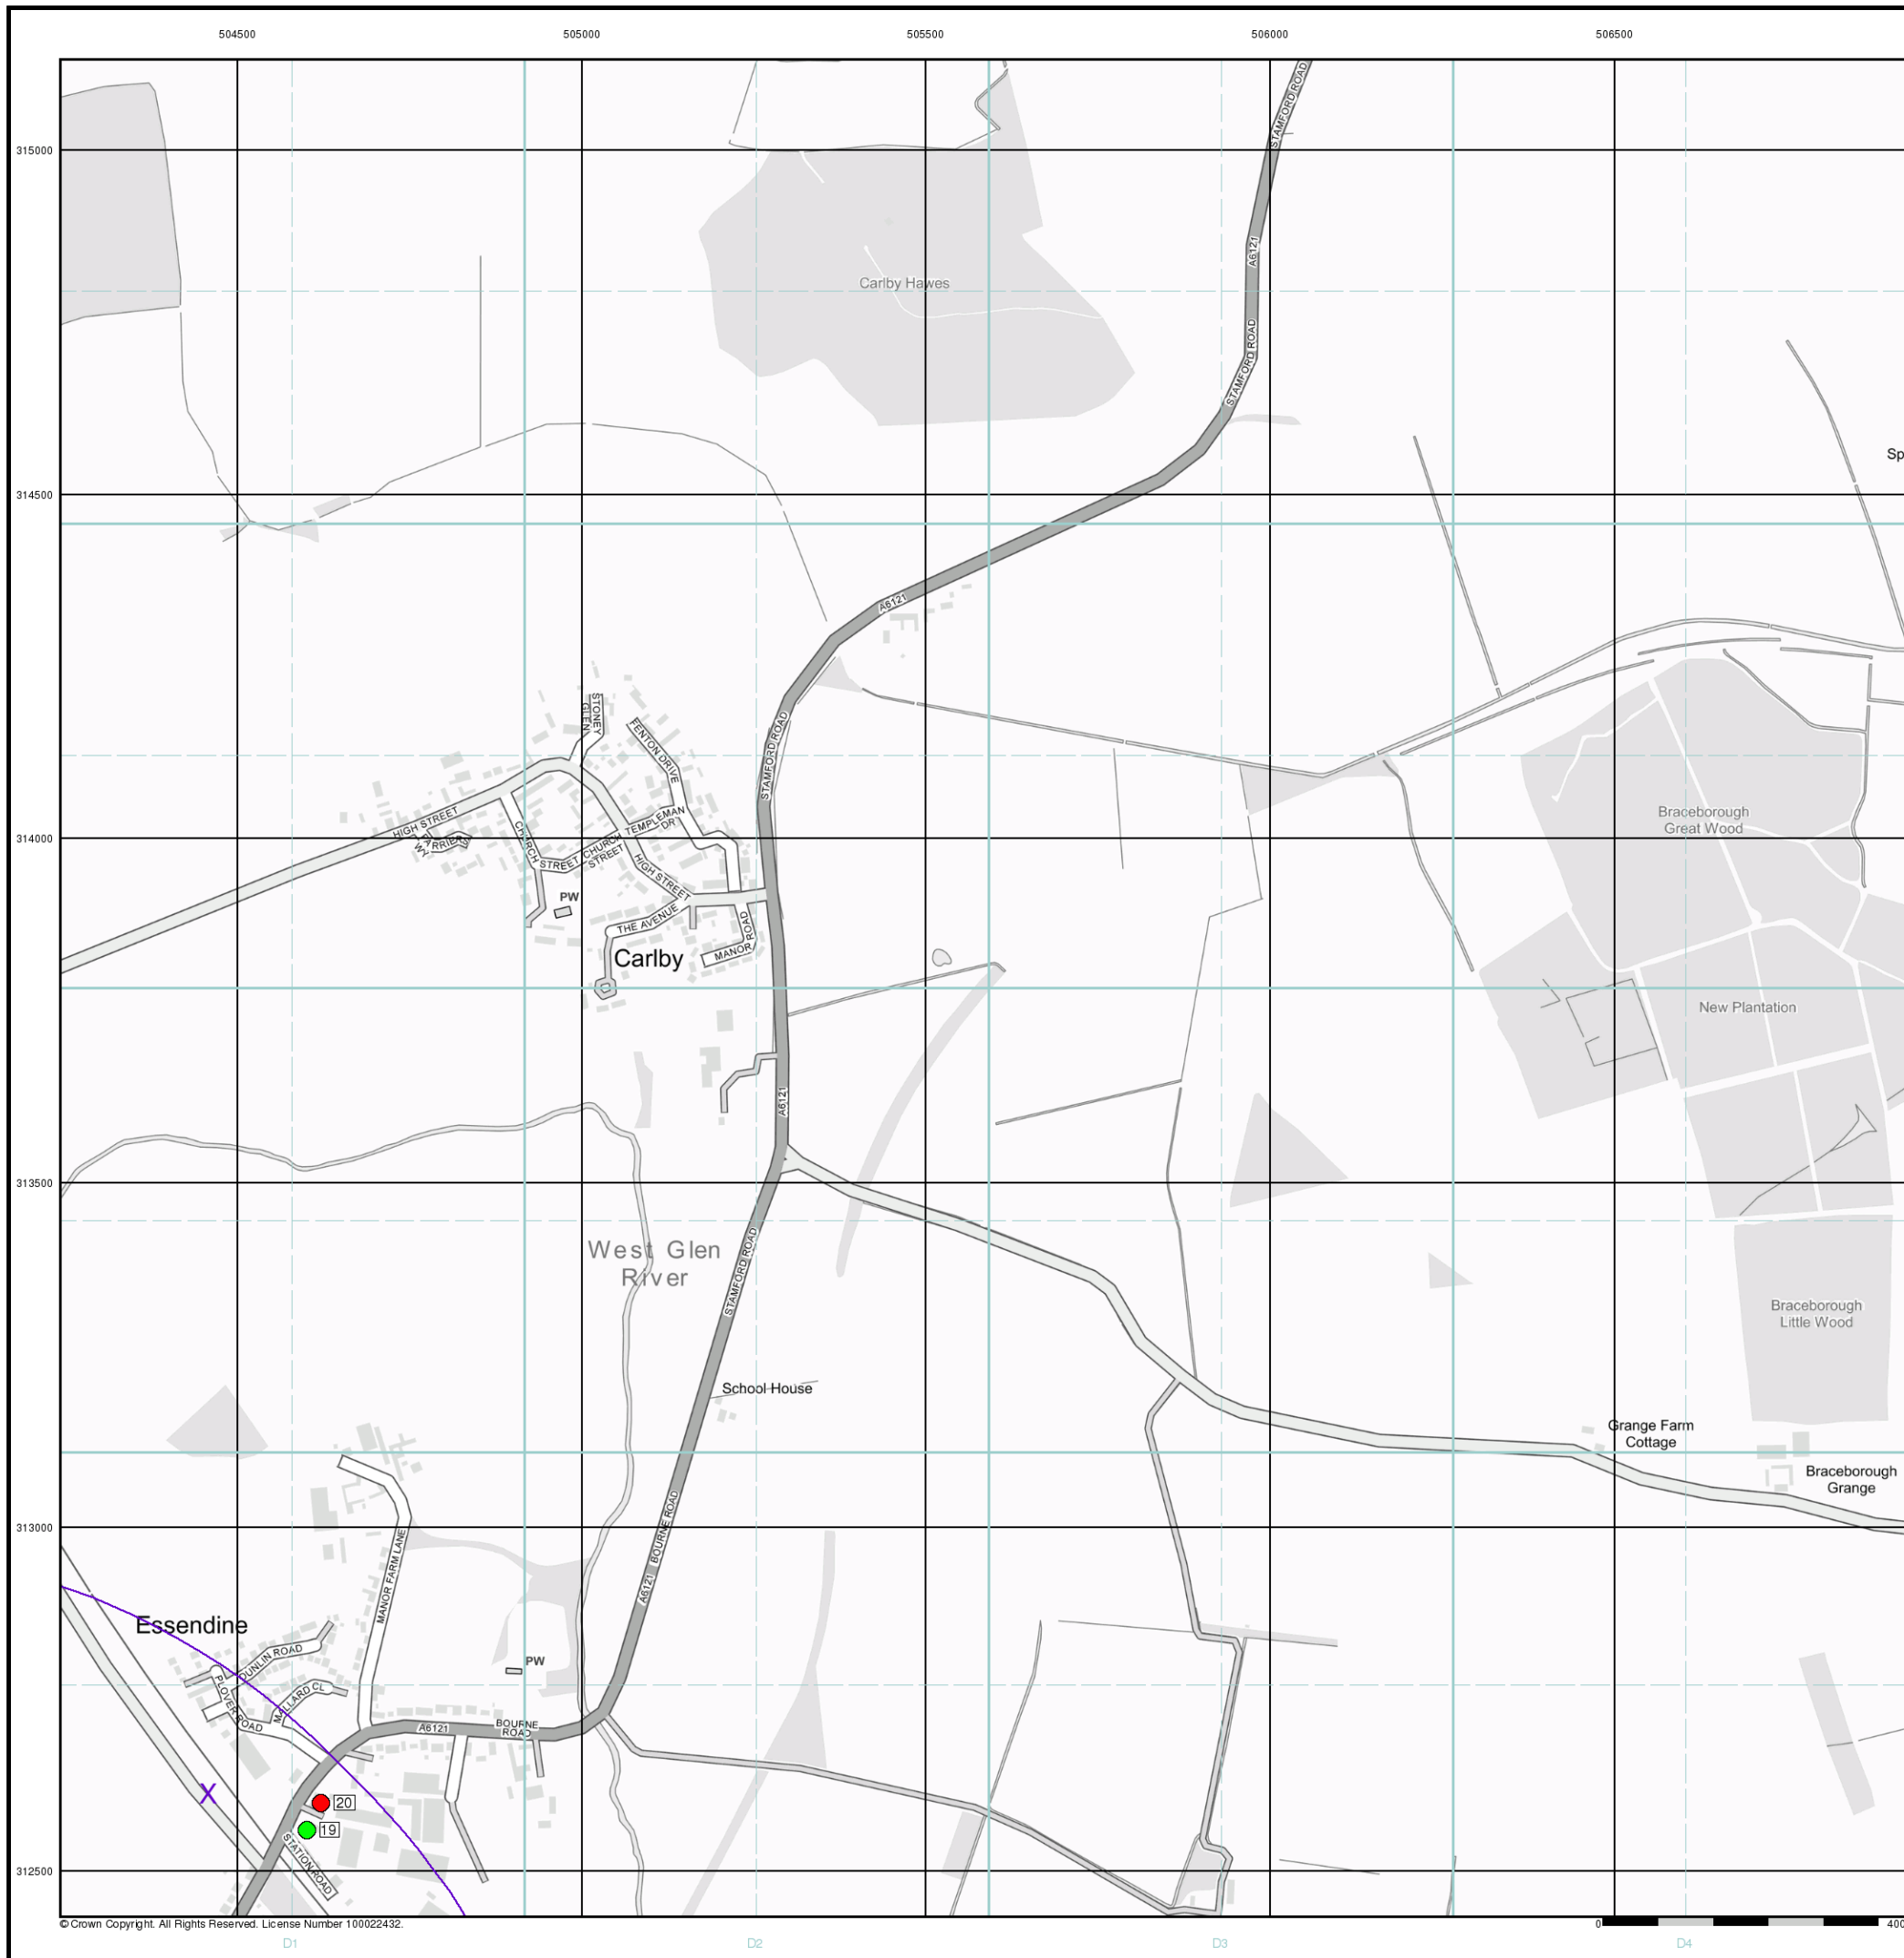 504500
505000
505500
506000
506500
STAMFORD ROAD
315000
A6121
Carlby Hawes
STAMFORD ROAD
Sp
314500
A6121
STONEY
GLEN
FENTON DRIVE
STAMFORD ROAD
Braceborough
Great Wood
HIGH STREET
FARRIERS
WY
CHURCH
STREET
CHURCH
STREET
TEMPLEMAN
DR
314000
HIGH STREET
PW
THE AVENUE
MANOR ROAD
Carlby
New Plantation
A6121
313500
West Glen
River
STAMFORD ROAD
Braceborough
Little Wood
School House
Grange Farm
Cottage
Braceborough
Grange
313000
MANOR FARM LANE
A6121
BOURNE ROAD
Essendine
DUNLIN ROAD
PLOVER ROAD
MALLARD CL
PW
A6121
BOURNE
ROAD
X
20
19
STATION ROAD
312500
© Crown Copyright. All Rights Reserved. License Number 100022432.
0
400
D1
D2
D3
D4